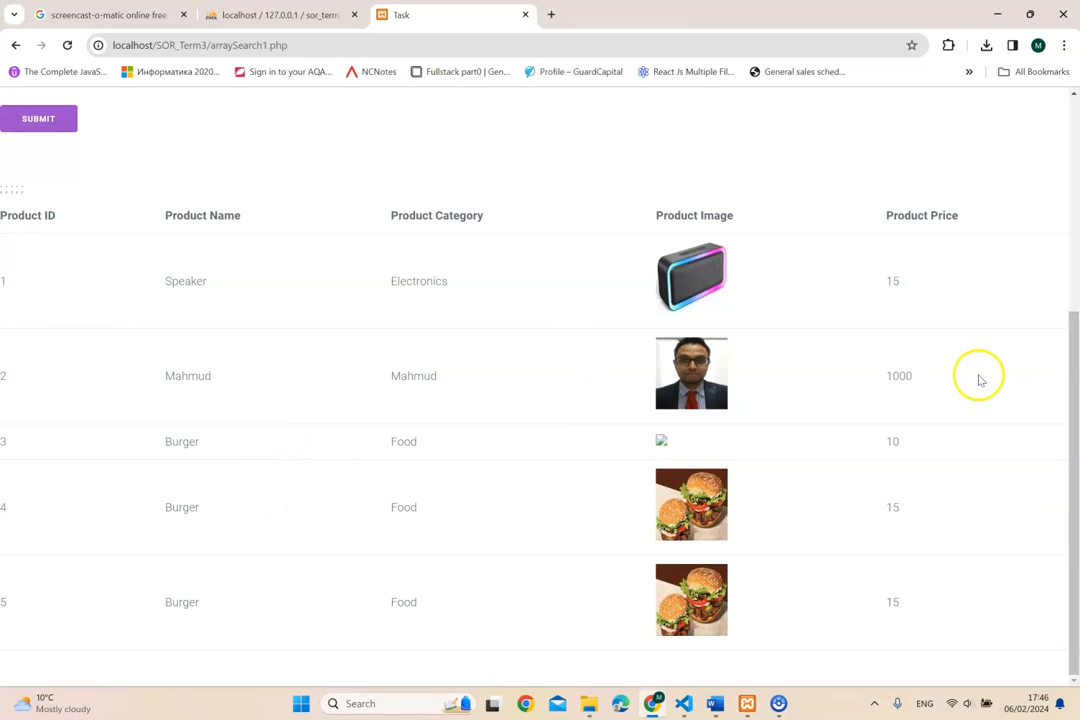 screencast-o-matic online free
localhost / 127.0.0.1 / sor_term
Task
localhost/SOR_Term3/arraySearch1.php
M
The Complete JavaS...
Информатика 2020...
Sign in to your AQA...
NCNotes
Fullstack part0 | Gen...
Profile – GuardCapital
React Js Multiple Fil...
General sales sched...
»
All Bookmarks
SUBMIT
; ; ; ; ;
Product ID Product Name Product Category Product Image Product Price
1 Speaker Electronics 15
2 Mahmud Mahmud 1000
3 Burger Food 10
4 Burger Food 15
5 Burger Food 15
10°C
Mostly cloudy
Search
ENG
17:46
06/02/2024